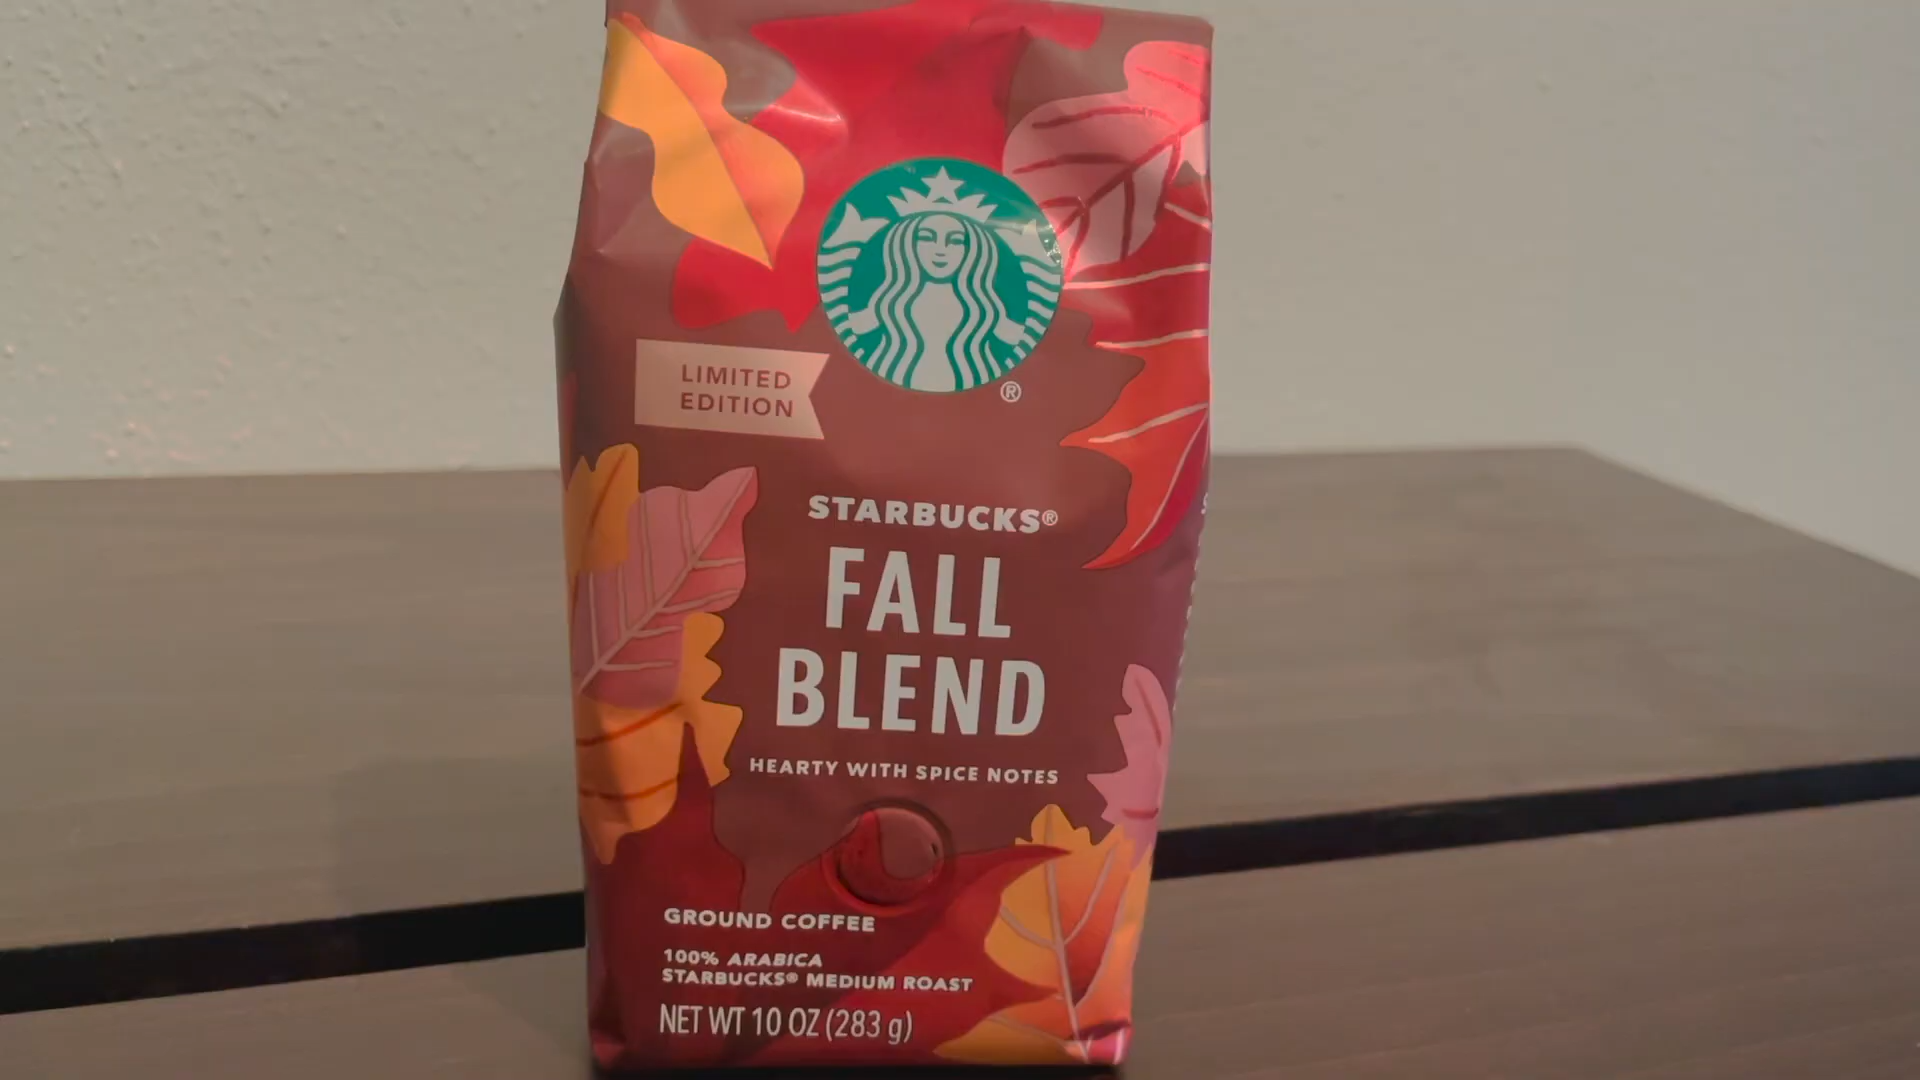 LIMITED
EDITION
STARBUCKS®
FALL
BLEND
HEARTY WITH SPICE NOTES
GROUND COFFEE
100% ARABICA
STARBUCKS® MEDIUM ROAST
NET WT 10 OZ (283 g)